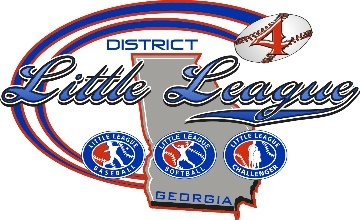 DISTRICT
4
Little League
LITTLE LEAGUE
BASEBALL
LITTLE LEAGUE
SOFTBALL
LITTLE LEAGUE
CHALLENGER
GEORGIA